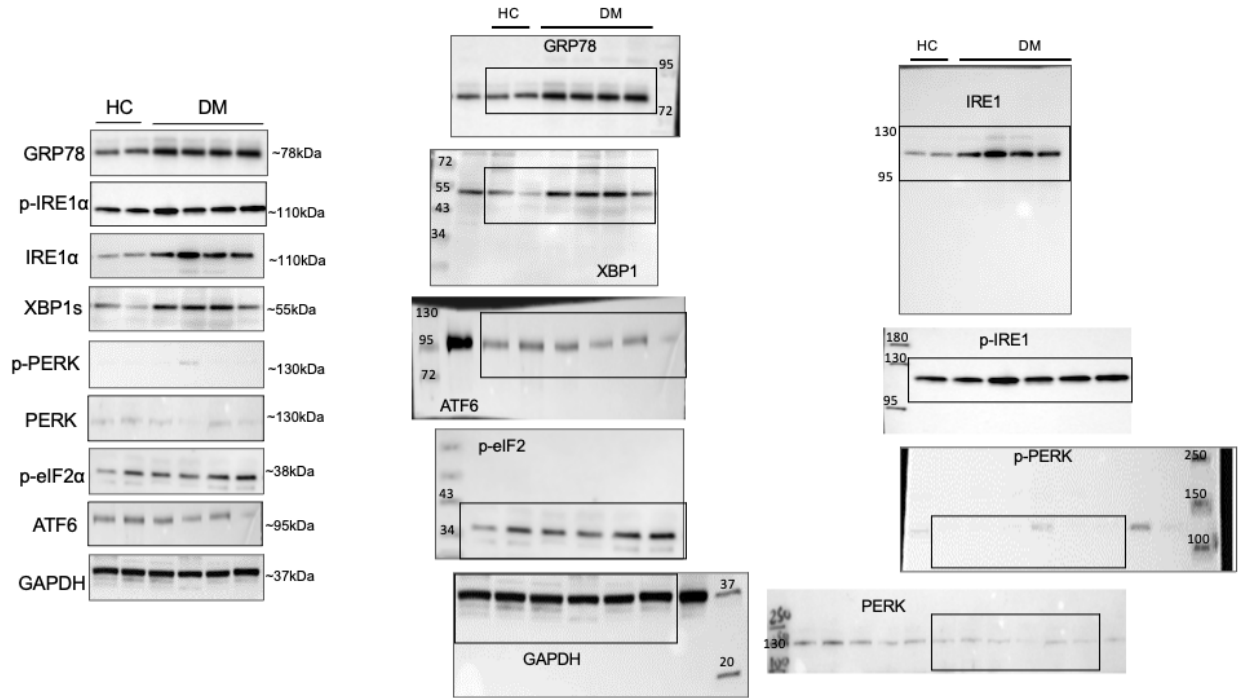 HC DM
GRP78 ~78kDa
p-IRE1α ~110kDa
IRE1α ~110kDa
XBP1s ~55kDa
p-PERK ~130kDa
PERK ~130kDa
p-eIF2α ~38kDa
ATF6 ~95kDa
GAPDH ~37kDa
HC DM
GRP78
95
72
72
55
43
34
XBP1
130
95
72
ATF6
p-eIF2
43
34
37
GAPDH
20
HC DM
IRE1
130
95
180
p-IRE1
130
95
p-PERK
250
150
100
PERK
250
130
100